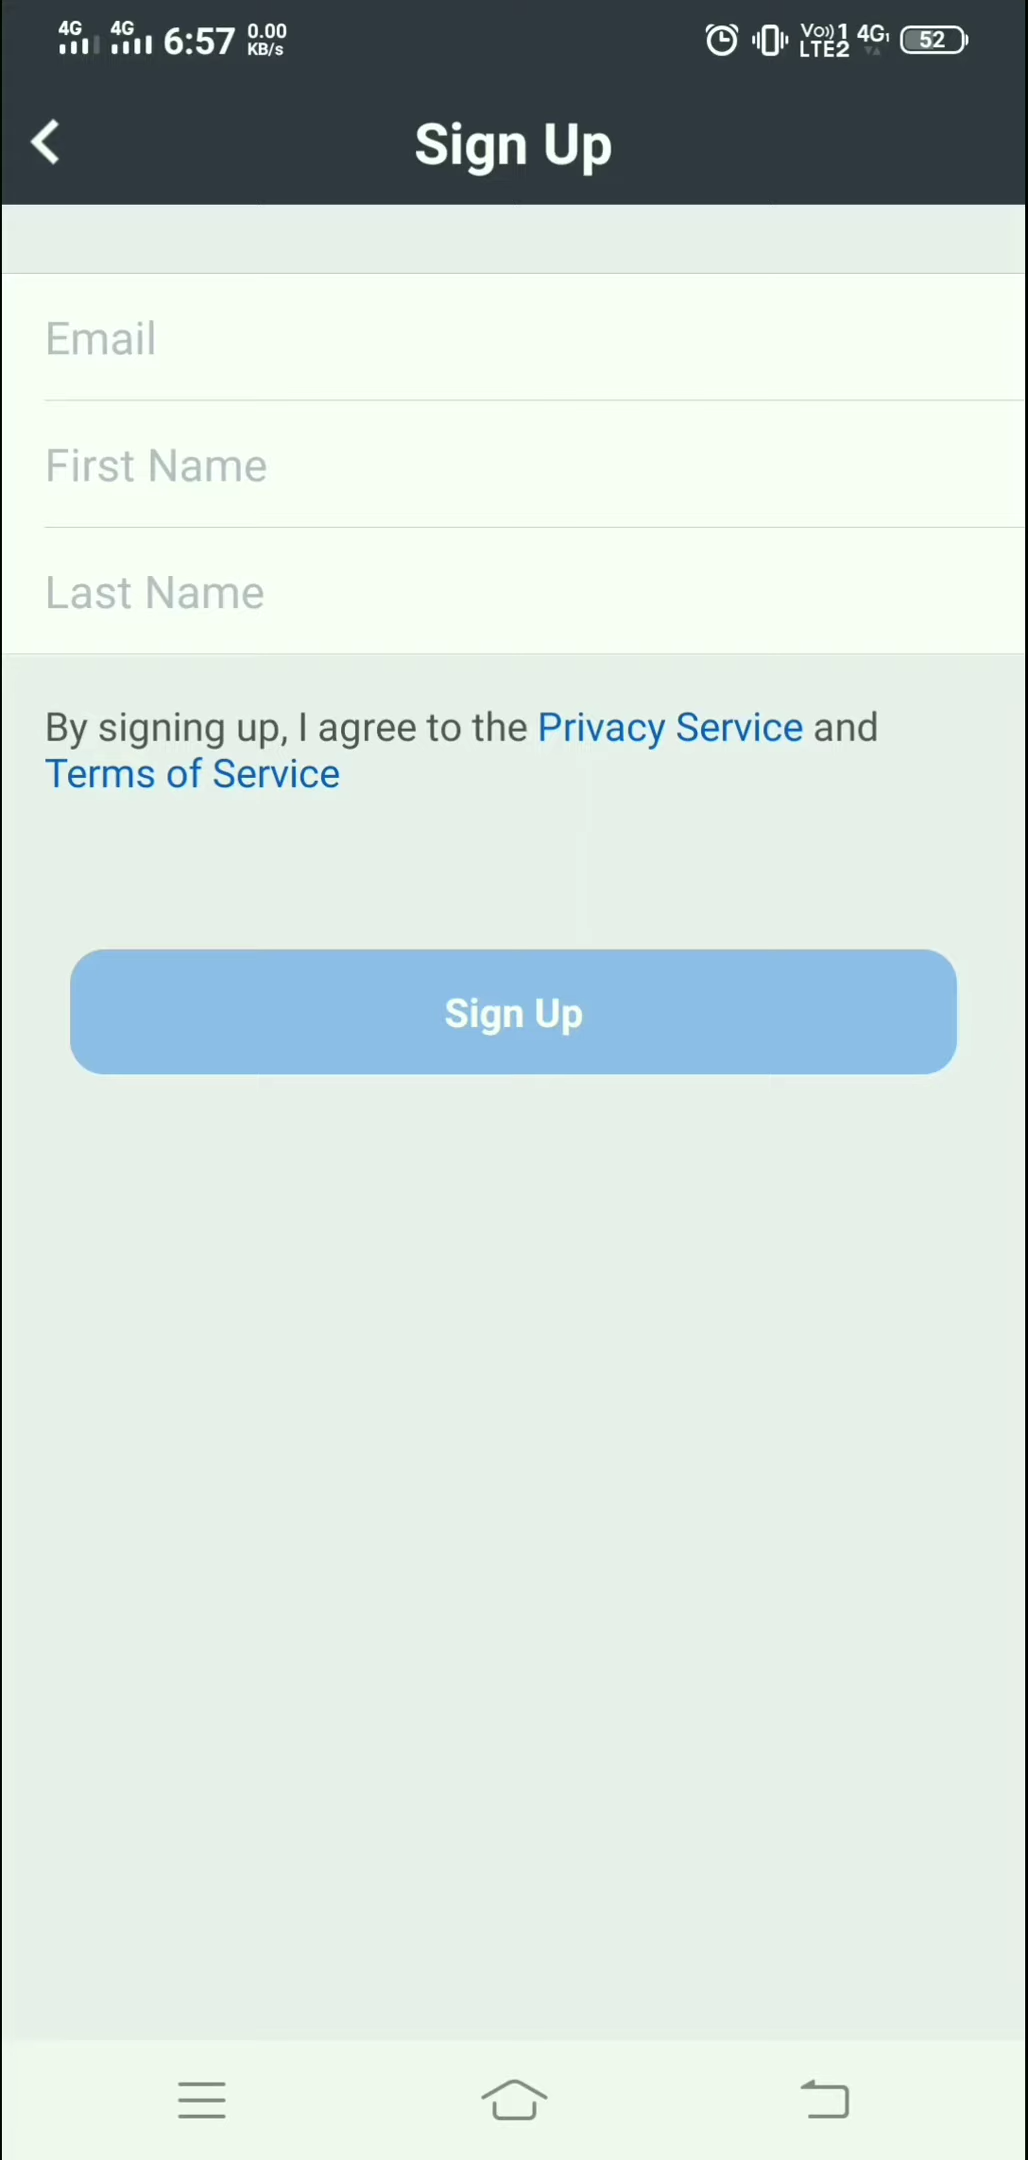 4G 4G 6:57 0.00 KB/s Vo)) 1 LTE2 4G 52
Sign Up
Email
First Name
Last Name
By signing up, I agree to the Privacy Service and
Terms of Service
Sign Up